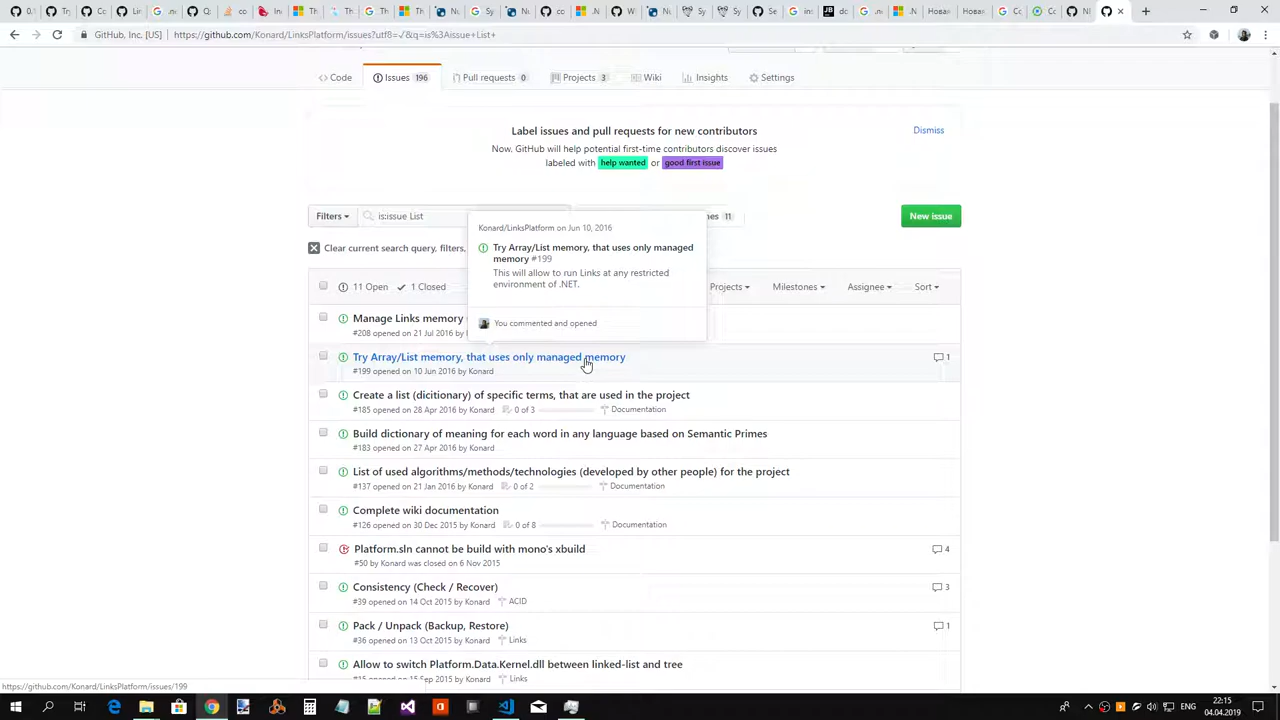 GitHub, Inc. [US]
https://github.com/Konard/LinksPlatform/issues?utf8=√&q=is%3Aissue+List+
Code
Issues 196
Pull requests 0
Projects 3
Wiki
Insights
Settings
Label issues and pull requests for new contributors
Dismiss
Now, GitHub will help potential first-time contributors discover issues
labeled with help wanted or good first issue
Filters
is:issue List
nes 11
New issue
Konard/LinksPlatform on Jun 10, 2016
Try Array/List memory, that uses only managed
memory #199
This will allow to run Links at any restricted
environment of .NET.
You commented and opened
Clear current search query, filters,
11 Open
1 Closed
Projects
Milestones
Assignee
Sort
Manage Links memory
#208 opened on 21 Jul 2016 by
Try Array/List memory, that uses only managed memory
1
#199 opened on 10 Jun 2016 by Konard
Create a list (dicitionary) of specific terms, that are used in the project
#185 opened on 28 Apr 2016 by Konard 0 of 3 Documentation
Build dictionary of meaning for each word in any language based on Semantic Primes
#183 opened on 27 Apr 2016 by Konard
List of used algorithms/methods/technologies (developed by other people) for the project
#137 opened on 21 Jan 2016 by Konard 0 of 2 Documentation
Complete wiki documentation
#126 opened on 30 Dec 2015 by Konard 0 of 8 Documentation
Platform.sln cannot be build with mono's xbuild
4
#50 by Konard was closed on 6 Nov 2015
Consistency (Check / Recover)
3
#39 opened on 14 Oct 2015 by Konard ACID
Pack / Unpack (Backup, Restore)
1
#36 opened on 13 Oct 2015 by Konard Links
Allow to switch Platform.Data.Kernel.dll between linked-list and tree
#15 opened on 15 Sep 2015 by Konard Links
https://github.com/Konard/LinksPlatform/issues/199
ENG
22:15
04.04.2019